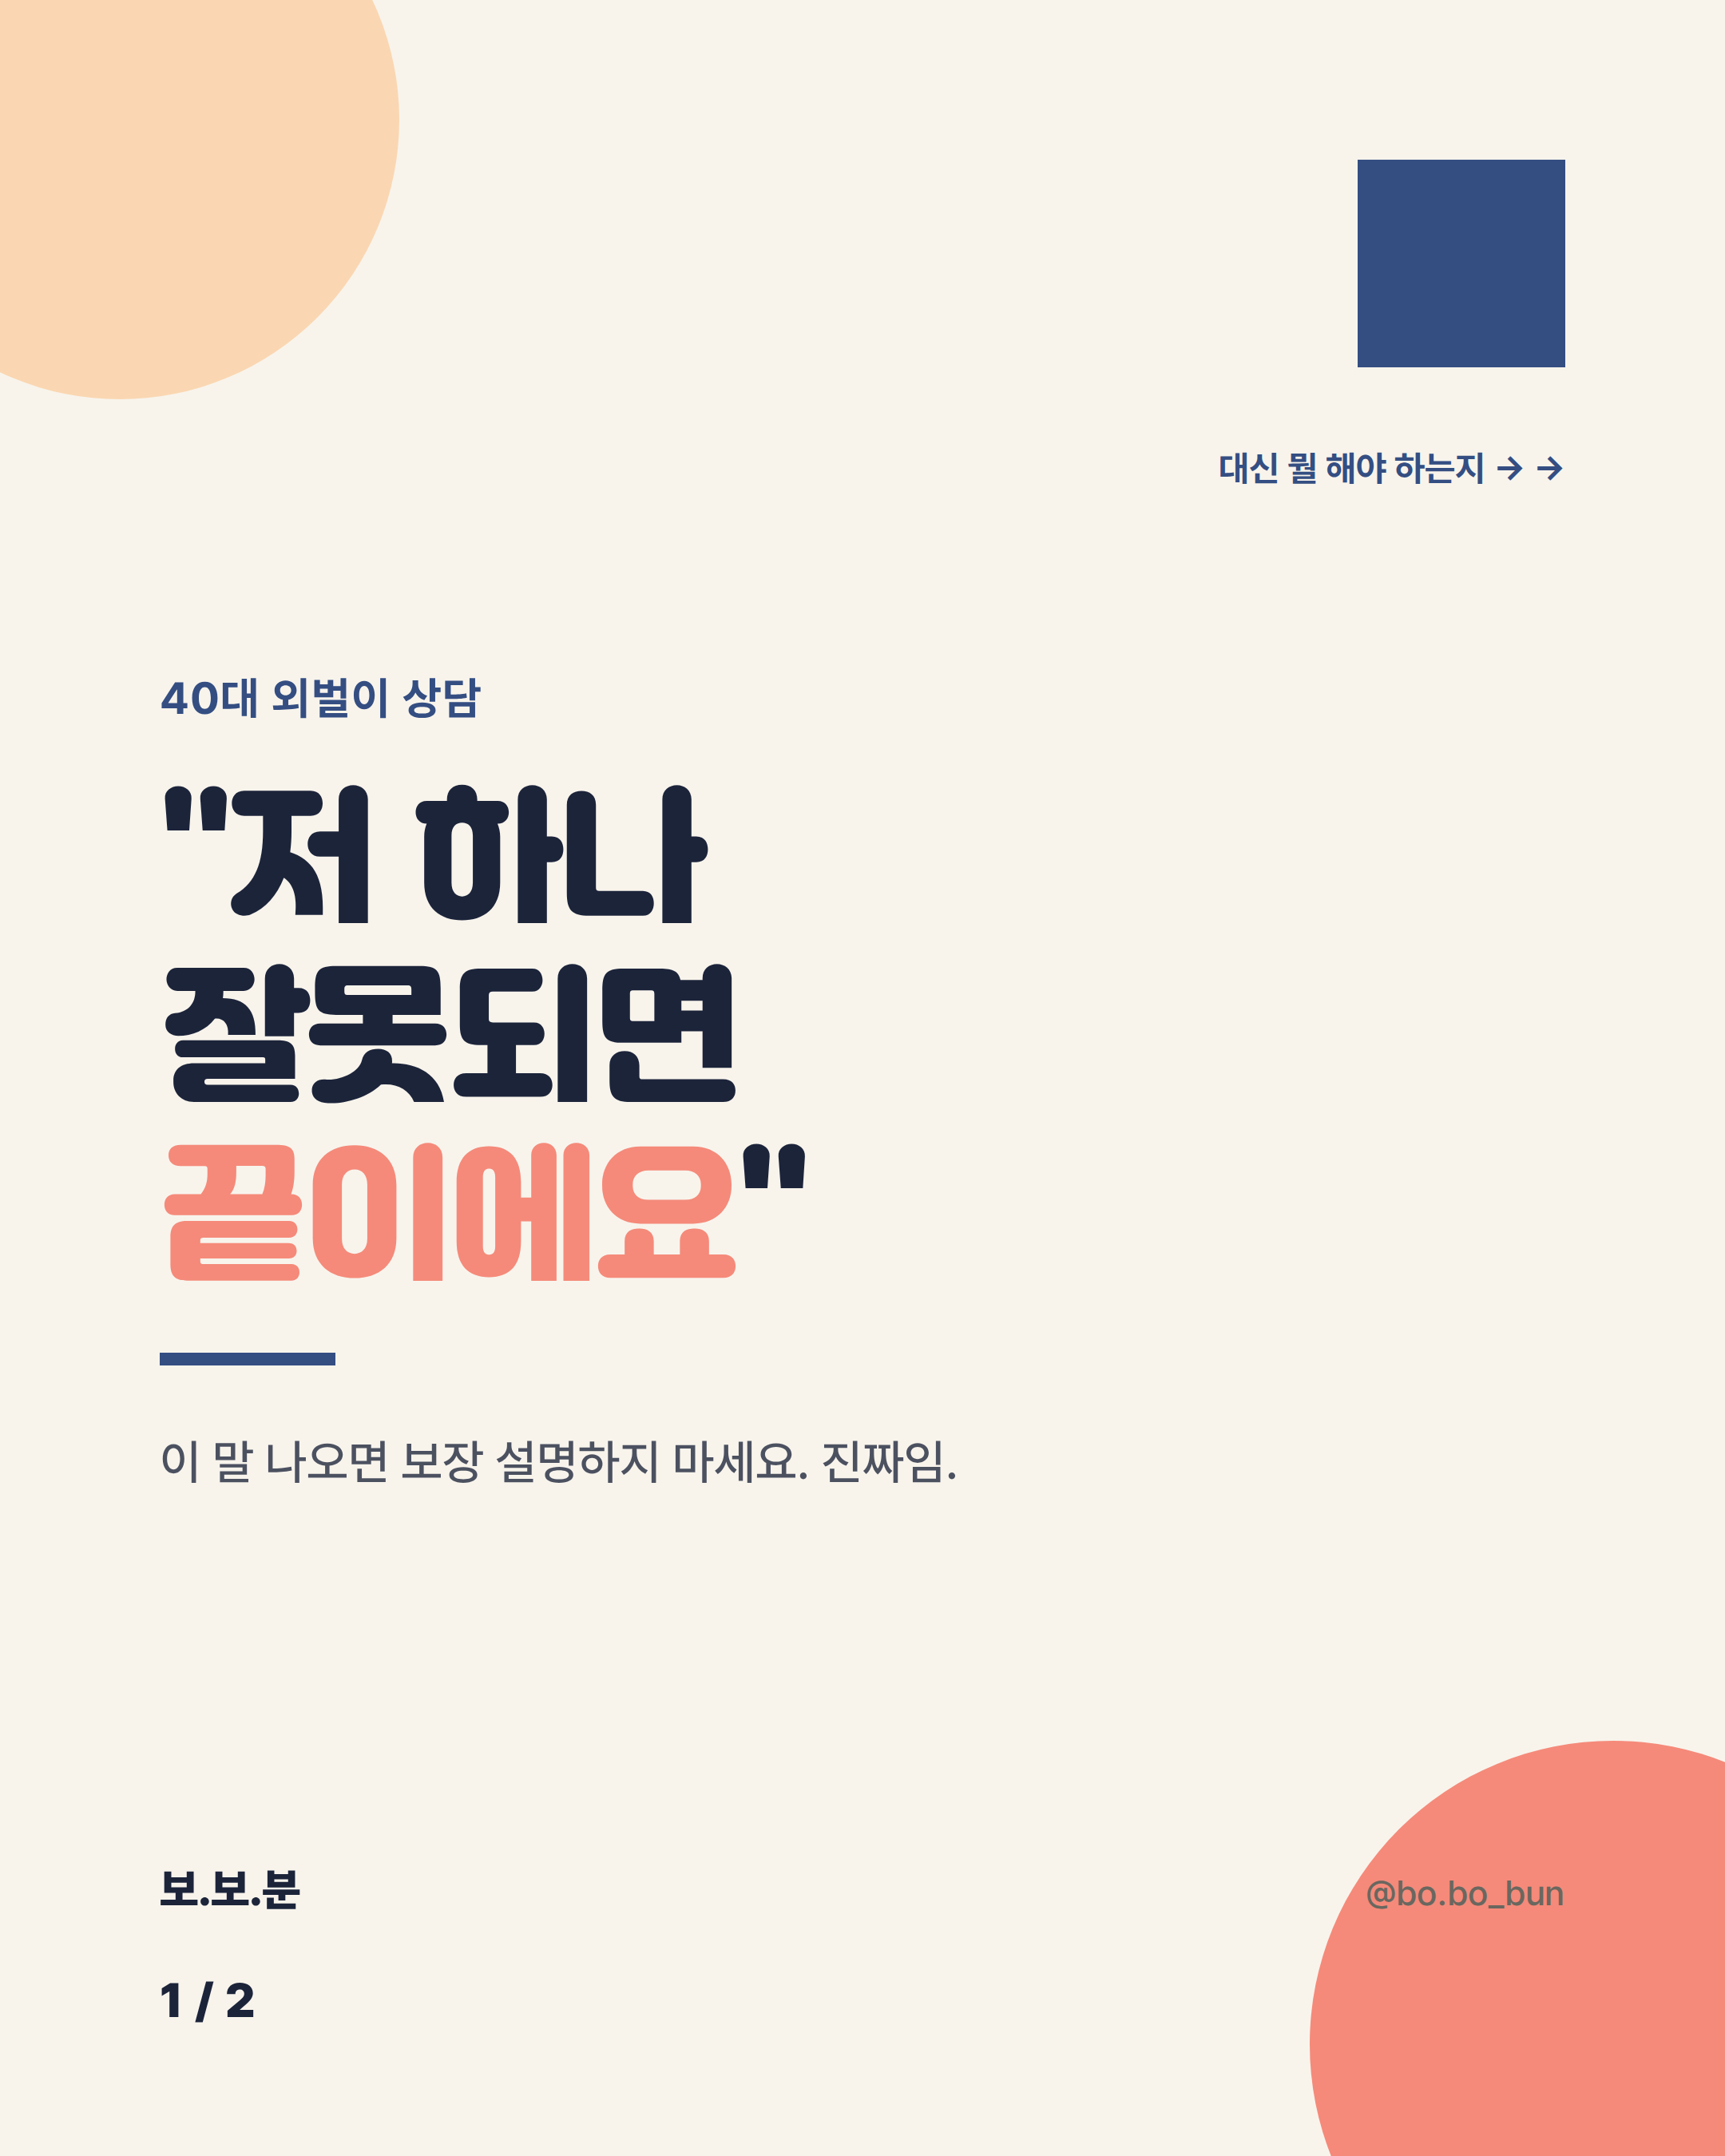 대신 뭘 해야 하는지 → →
40대 외벌이 상담
"저 하나
잘못되면
끝이에요"
이 말 나오면 보장 설명하지 마세요. 진짜임.
보.보.분
@bo.bo_bun
1 / 2